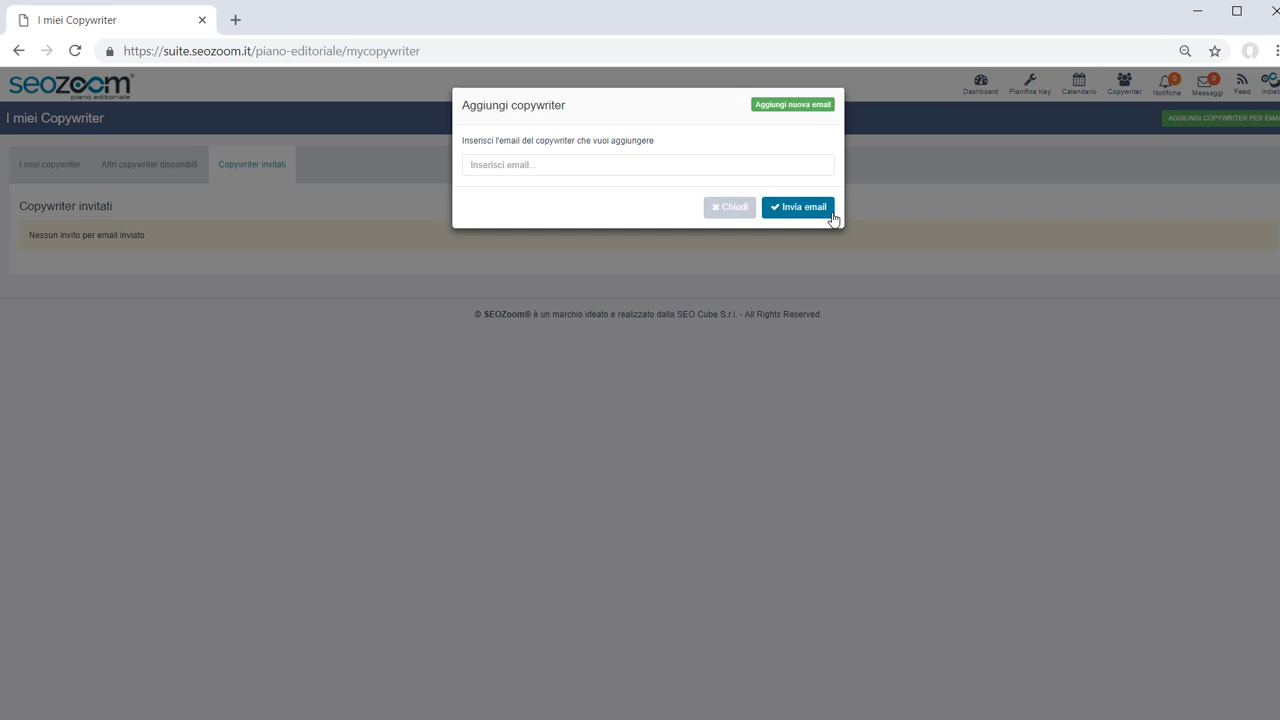 I miei Copywriter
https://suite.seozoom.it/piano-editoriale/mycopywriter
seozoom®
piano editoriale
Dashboard
Pianifica Key
Calendario
Copywriter
0
Notifiche
0
Messaggi
Feed
I miei Copywriter
Aggiungi copywriter
Aggiungi nuova email
AGGIUNGI COPYWRITER PER
Inserisci l'email del copywriter che vuoi aggiungere
Inserisci email...
Chiudi
Invia email
I miei copywriter
Altri copywriter disponibili
Copywriter invitati
Copywriter invitati
Nessun invito per email inviato
© SEOZoom® è un marchio ideato e realizzato dalla SEO Cube S.r.l. - All Rights Reserved.